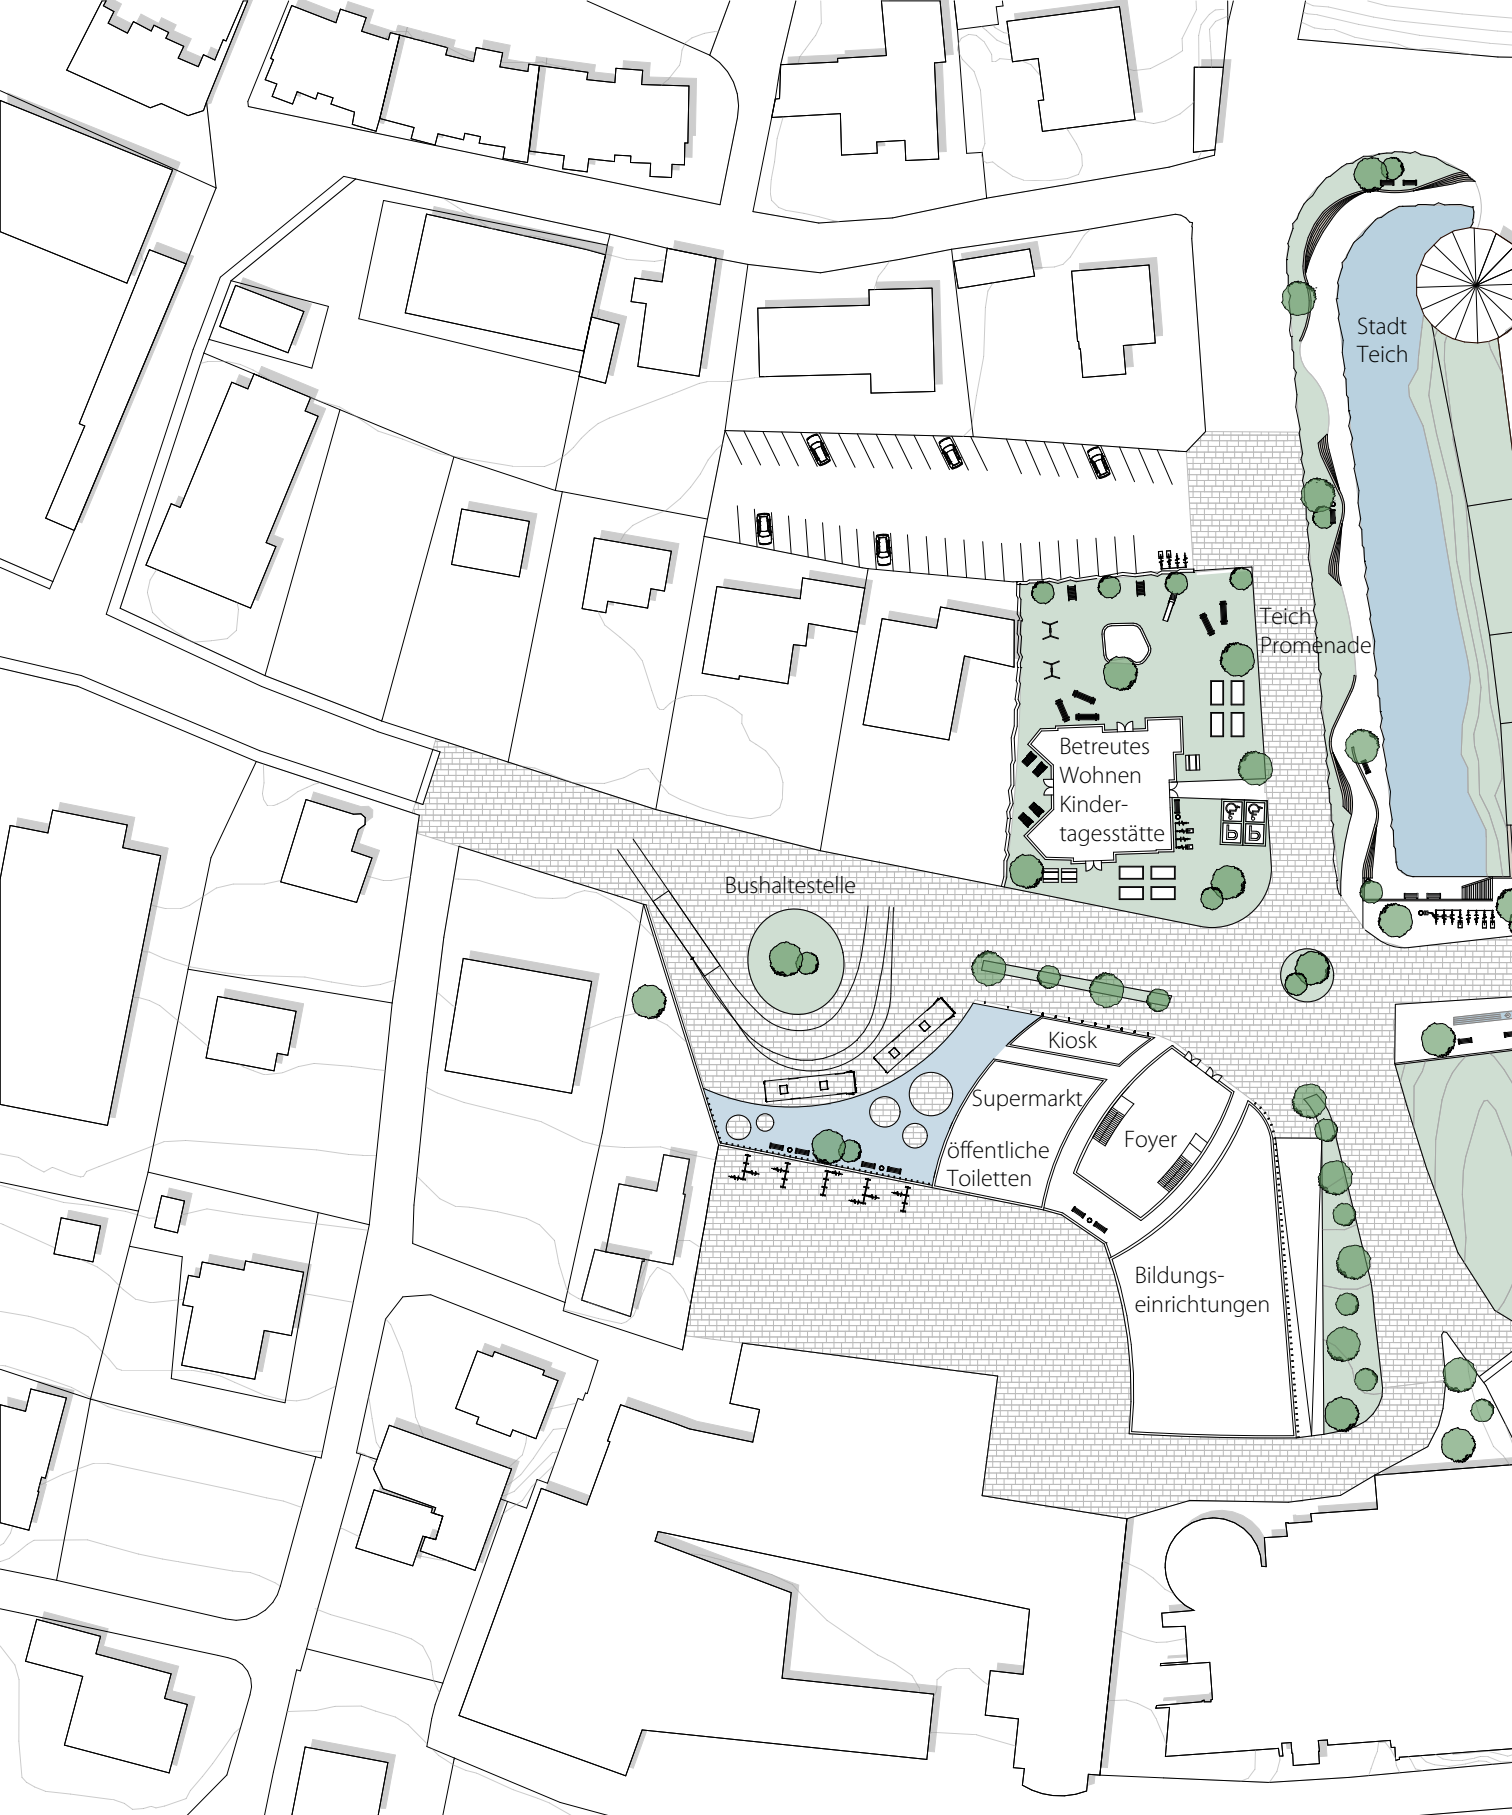 Stadt
Teich
Teich
Promenade
Betreutes
Wohnen
Kinder-
tagesstätte
Bushaltestelle
Kiosk
Supermarkt
Foyer
öffentliche
Toiletten
Bildungs-
einrichtungen